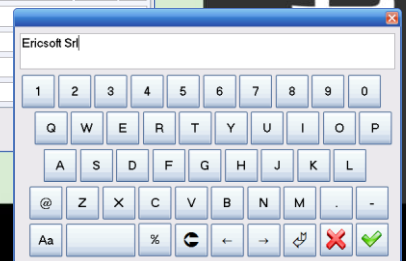 Ericsoft Srl
1 2 3 4 5 6 7 8 9 0
Q W E R T Y U I O P
A S D F G H J K L
@ Z X C V B N M . -
Aa % ← →